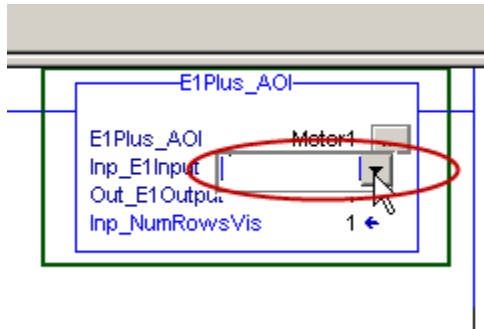 E1Plus_AOI
E1Plus_AOI Motor1 ...
Inp_E1Input
Out_E1Output
Inp_NumRowsVis 1